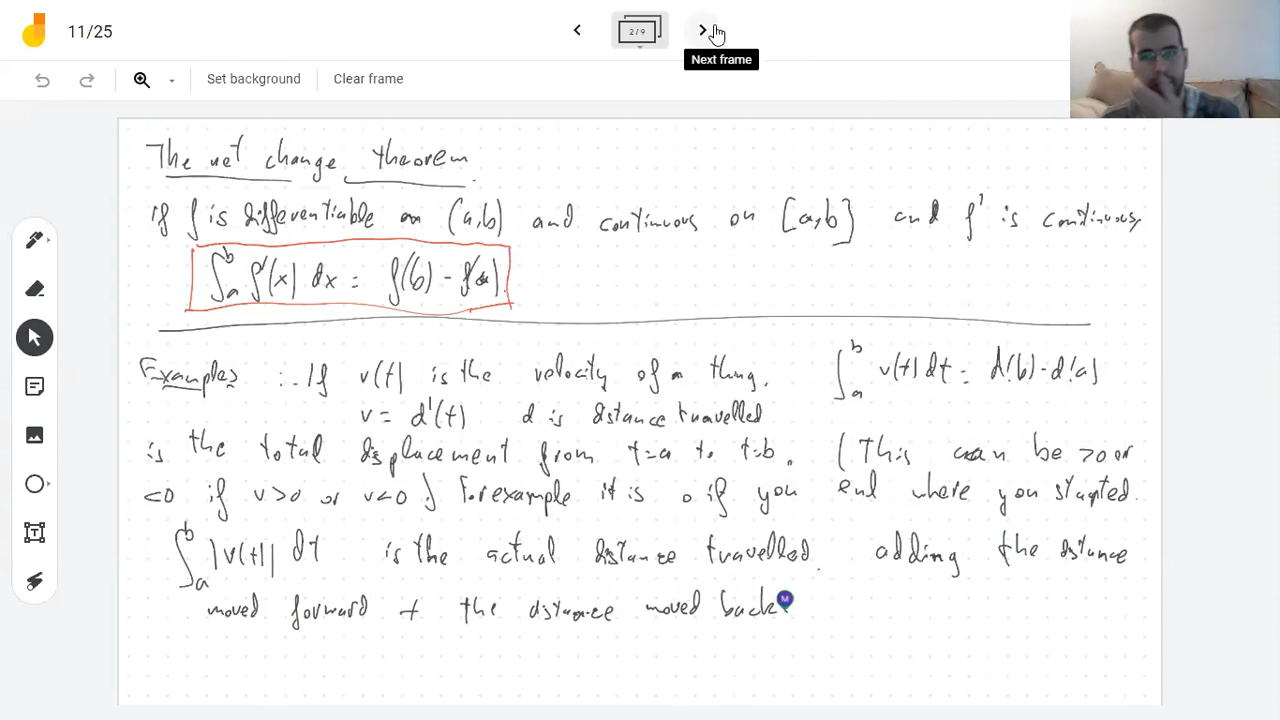 11/25
2/9
Next frame
Set background
Clear frame
The net change theorem
if f is differentiable on (a,b) and continuous on [a,b] and f' is continuous,
∫_a^b f'(x) dx = f(b) - f(a).
Examples :- If v(t) is the velocity of a thing. ∫_a^b v(t) dt = d(b) - d(a)
v = d'(t) d is distance travelled
is the total displacement from t=a to t=b. (This can be >0 or
<0 if v>0 or v<0.) For example it is 0 if you end where you started.
∫_a^b |v(t)| dt is the actual distance travelled. adding the distance
moved forward + the distance moved back.
M
T